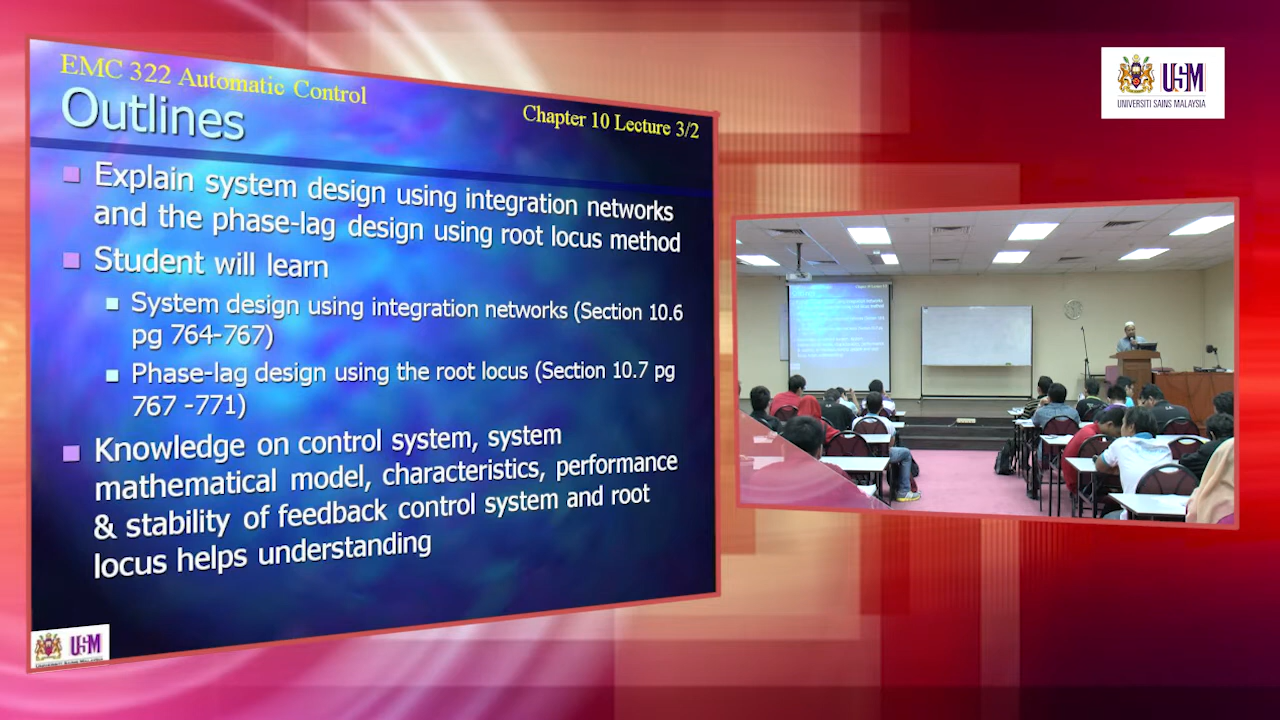 EMC 322 Automatic Control
Outlines
Chapter 10 Lecture 3/2
Explain system design using integration networks
and the phase-lag design using root locus method
Student will learn
System design using integration networks (Section 10.6
pg 764-767)
Phase-lag design using the root locus (Section 10.7 pg
767 -771)
Knowledge on control system, system
mathematical model, characteristics, performance
& stability of feedback control system and root
locus helps understanding
USM
USM
UNIVERSITI SAINS MALAYSIA